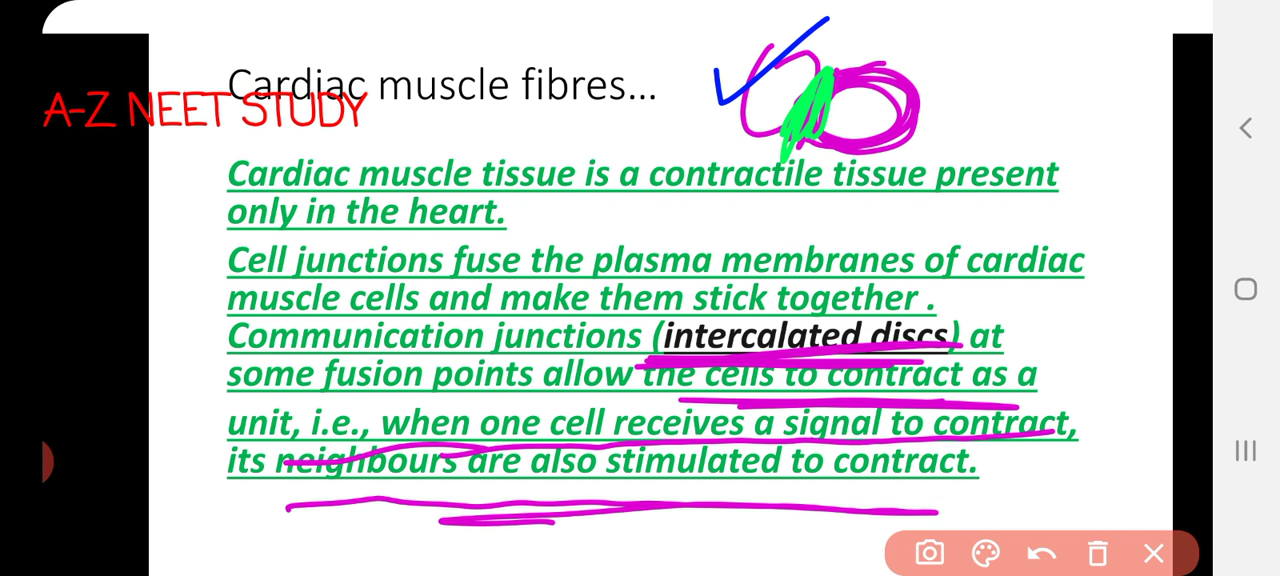 Cardiac muscle fibres...
A-Z NEET STUDY
Cardiac muscle tissue is a contractile tissue present
only in the heart.
Cell junctions fuse the plasma membranes of cardiac
muscle cells and make them stick together .
Communication junctions (intercalated discs) at
some fusion points allow the cells to contract as a
unit, i.e., when one cell receives a signal to contract,
its neighbours are also stimulated to contract.